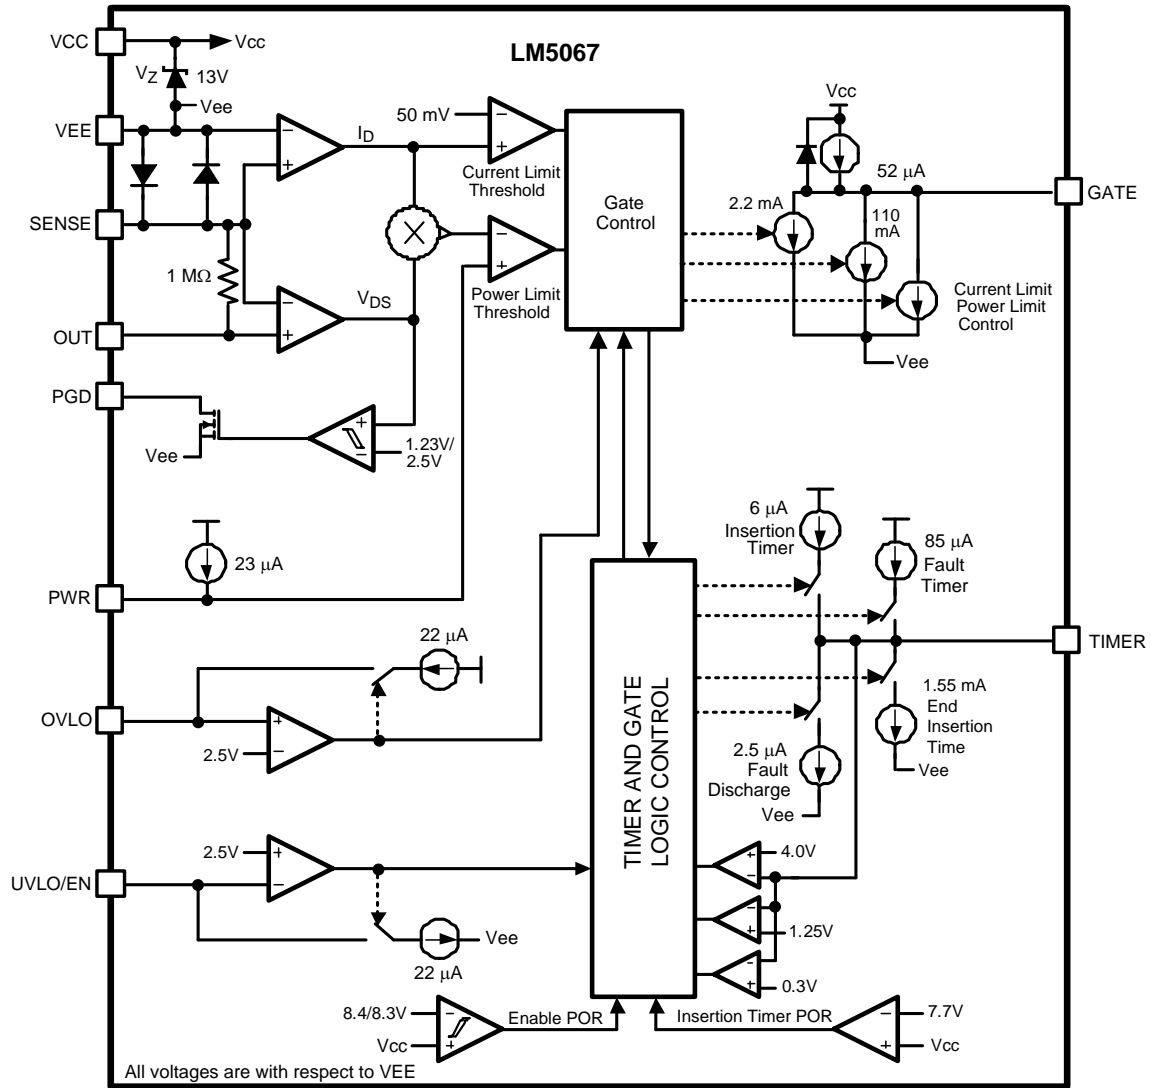 LM5067
VCC
Vcc
VZ
13V
Vee
VEE
ID
50 mV
Current Limit
Threshold
SENSE
1 MΩ
VDS
Power Limit
Threshold
OUT
PGD
Vee
1.23V/
2.5V
Gate
Control
Vcc
52 μA
GATE
2.2 mA
110
mA
Current Limit
Power Limit
Control
Vee
23 μA
PWR
6 μA
Insertion
Timer
85 μA
Fault
Timer
TIMER
22 μA
OVLO
2.5V
TIMER AND GATE
LOGIC CONTROL
1.55 mA
End
Insertion
Time
Vee
2.5 μA
Fault
Discharge
Vee
2.5V
UVLO/EN
Vee
22 μA
4.0V
1.25V
0.3V
8.4/8.3V
Vcc
Enable POR
Insertion Timer POR
7.7V
Vcc
All voltages are with respect to VEE